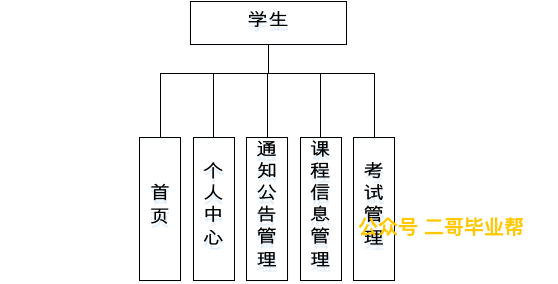 学生
首页
个人中心
通知公告管理
课程信息管理
考试管理
公众号 二哥毕业帮